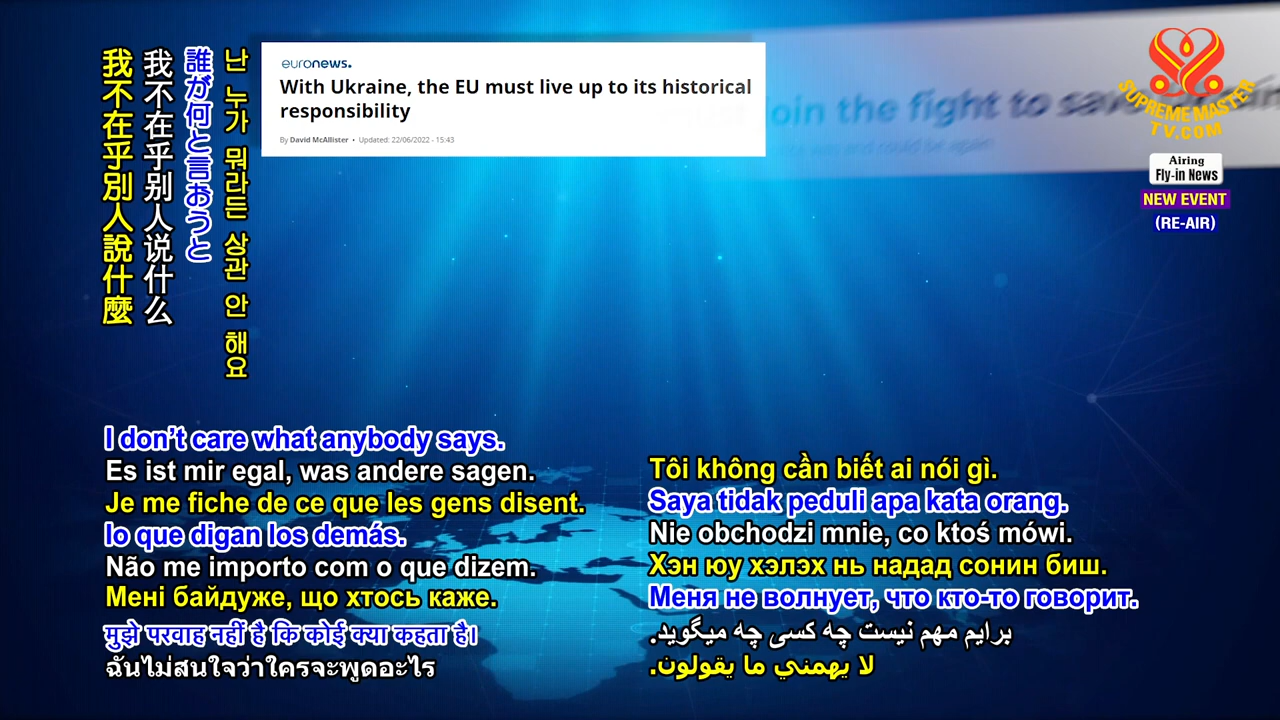 我不在乎別人說什麼
我不在乎别人说什么
誰が何と言おうと
난 누가 뭐라든 상관 안 해요
euronews.
With Ukraine, the EU must live up to its historical
responsibility
By David McAllister • Updated: 22/06/2022 - 15:43
join the fight to save
SUPREME MASTER
TV.COM
Airing
Fly-in News
NEW EVENT
(RE-AIR)
I don't care what anybody says.
Es ist mir egal, was andere sagen.
Je me fiche de ce que les gens disent.
lo que digan los demás.
Não me importo com o que dizem.
Мені байдуже, що хтось каже.
मुझे परवाह नहीं है कि कोई क्या कहता है।
ฉันไม่สนใจว่าใครจะพูดอะไร
Tôi không cần biết ai nói gì.
Saya tidak peduli apa kata orang.
Nie obchodzi mnie, co ktoś mówi.
Хэн юу хэлэх нь надад сонин биш.
Меня не волнует, что кто-то говорит.
برایم مهم نیست چه کسی چه میگوید.
لا يهمني ما يقولون.